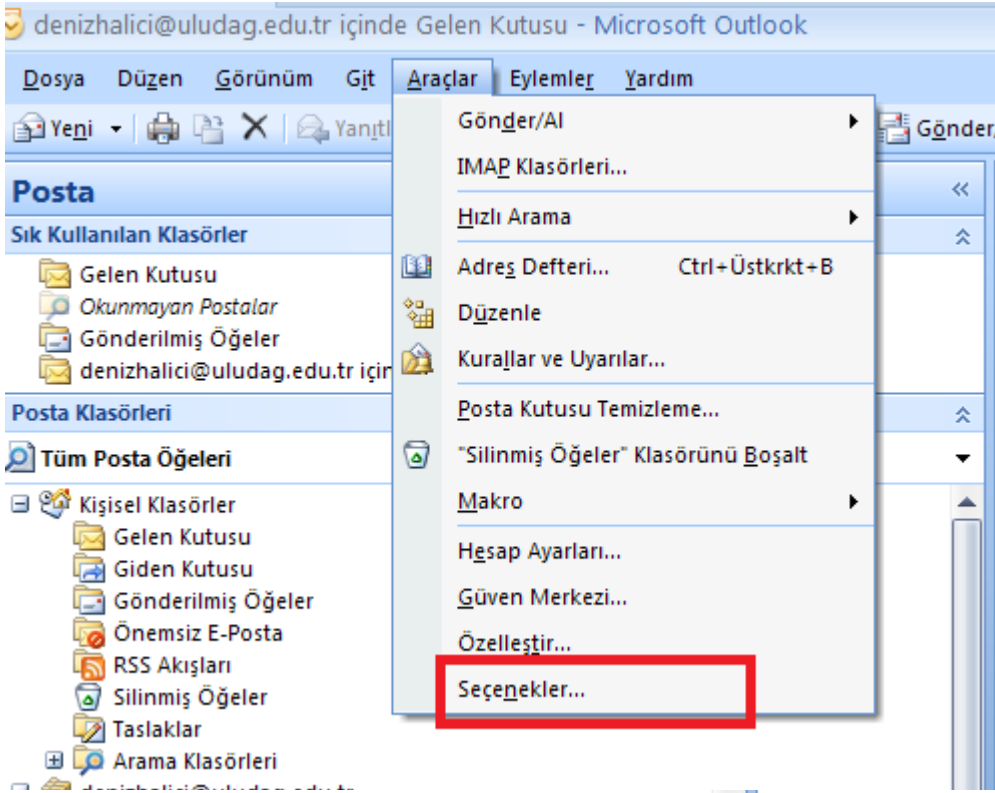 denizhalici@uludag.edu.tr içinde Gelen Kutusu - Microsoft Outlook
Dosya Düzen Görünüm Git Araçlar Eylemler Yardım
Yeni
Gönder/Al
IMAP Klasörleri...
Hızlı Arama
Adres Defteri... Ctrl+Üstkrkt+B
Düzenle
Kurallar ve Uyarılar...
Posta Kutusu Temizleme...
"Silinmiş Öğeler" Klasörünü Boşalt
Makro
Hesap Ayarları...
Güven Merkezi...
Özelleştir...
Seçenekler...
Posta
Sık Kullanılan Klasörler
Gelen Kutusu
Okunmayan Postalar
Gönderilmiş Öğeler
denizhalici@uludag.edu.tr
Posta Klasörleri
Tüm Posta Öğeleri
Kişisel Klasörler
Gelen Kutusu
Giden Kutusu
Gönderilmiş Öğeler
Önemsiz E-Posta
RSS Akışları
Silinmiş Öğeler
Taslaklar
Arama Klasörleri